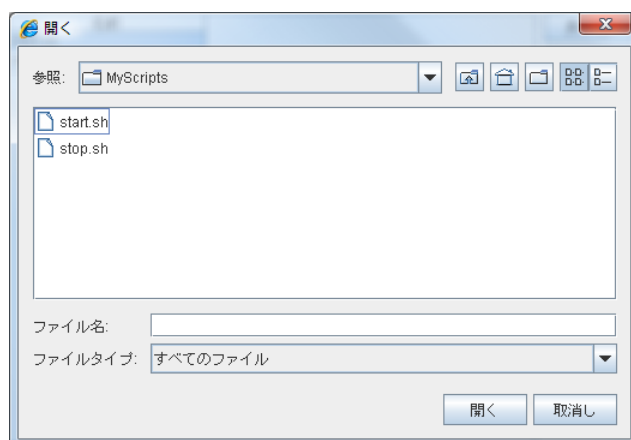 開く
参照: MyScripts
start.sh
stop.sh
ファイル名:
ファイルタイプ: すべてのファイル
開く 取消し